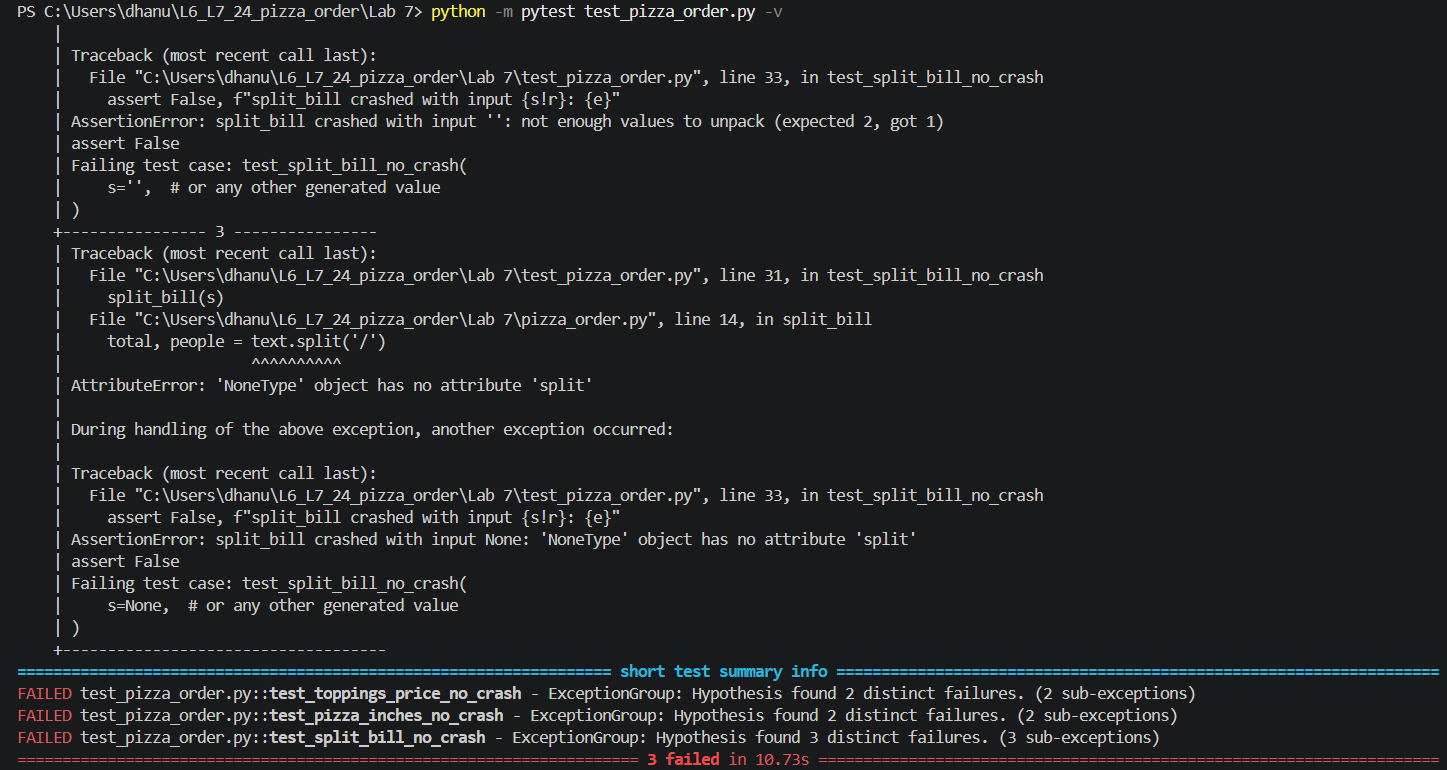 PS C:\Users\dhanu\L6_L7_24_pizza_order\Lab 7> python -m pytest test_pizza_order.py -v
    |
    | Traceback (most recent call last):
    |   File "C:\Users\dhanu\L6_L7_24_pizza_order\Lab 7\test_pizza_order.py", line 33, in test_split_bill_no_crash
    |     assert False, f"split_bill crashed with input {s!r}: {e}"
    | AssertionError: split_bill crashed with input '': not enough values to unpack (expected 2, got 1)
    | assert False
    | Failing test case: test_split_bill_no_crash(
    |     s='',  # or any other generated value
    | )
    +---------------- 3 ----------------
    | Traceback (most recent call last):
    |   File "C:\Users\dhanu\L6_L7_24_pizza_order\Lab 7\test_pizza_order.py", line 31, in test_split_bill_no_crash
    |     split_bill(s)
    |   File "C:\Users\dhanu\L6_L7_24_pizza_order\Lab 7\pizza_order.py", line 14, in split_bill
    |     total, people = text.split('/')
    |                     ^^^^^^^^^^
    | AttributeError: 'NoneType' object has no attribute 'split'
    |
    | During handling of the above exception, another exception occurred:
    |
    | Traceback (most recent call last):
    |   File "C:\Users\dhanu\L6_L7_24_pizza_order\Lab 7\test_pizza_order.py", line 33, in test_split_bill_no_crash
    |     assert False, f"split_bill crashed with input {s!r}: {e}"
    | AssertionError: split_bill crashed with input None: 'NoneType' object has no attribute 'split'
    | assert False
    | Failing test case: test_split_bill_no_crash(
    |     s=None,  # or any other generated value
    | )
    +------------------------------------
================================================================== short test summary info ===================================================================
FAILED test_pizza_order.py::test_toppings_price_no_crash - ExceptionGroup: Hypothesis found 2 distinct failures. (2 sub-exceptions)
FAILED test_pizza_order.py::test_pizza_inches_no_crash - ExceptionGroup: Hypothesis found 2 distinct failures. (2 sub-exceptions)
FAILED test_pizza_order.py::test_split_bill_no_crash - ExceptionGroup: Hypothesis found 3 distinct failures. (3 sub-exceptions)
===================================================================== 3 failed in 10.73s =====================================================================